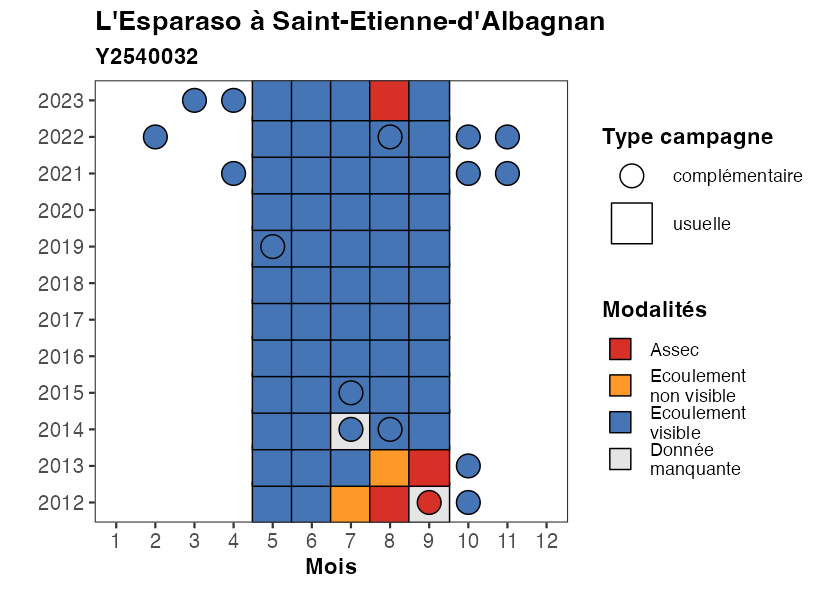 L'Esparaso à Saint-Etienne-d'Albagnan
Y2540032
2023
2022
2021
2020
2019
2018
2017
2016
2015
2014
2013
2012
1 2 3 4 5 6 7 8 9 10 11 12
Mois
Type campagne
complémentaire
usuelle
Modalités
Assec
Ecoulement
non visible
Ecoulement
visible
Donnée
manquante